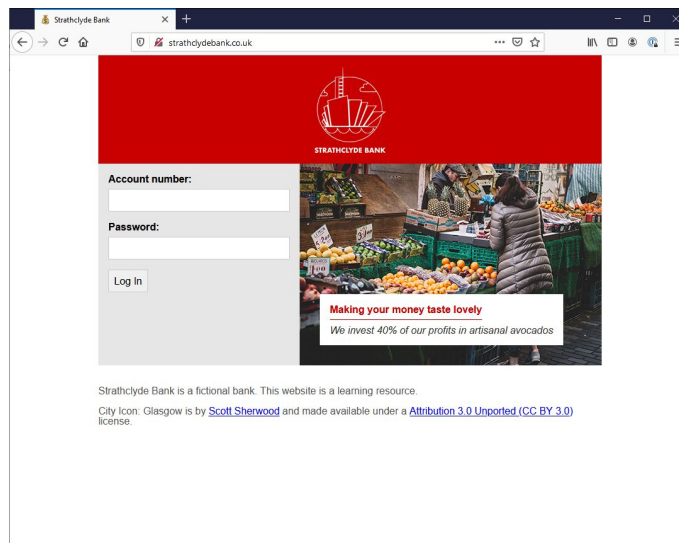 Strathclyde Bank
strathclydebank.co.uk
STRATHCLYDE BANK
Account number:
Password:
Log In
Making your money taste lovely
We invest 40% of our profits in artisanal avocados
Strathclyde Bank is a fictional bank. This website is a learning resource.
City Icon: Glasgow is by Scott Sherwood and made available under a Attribution 3.0 Unported (CC BY 3.0)
license.